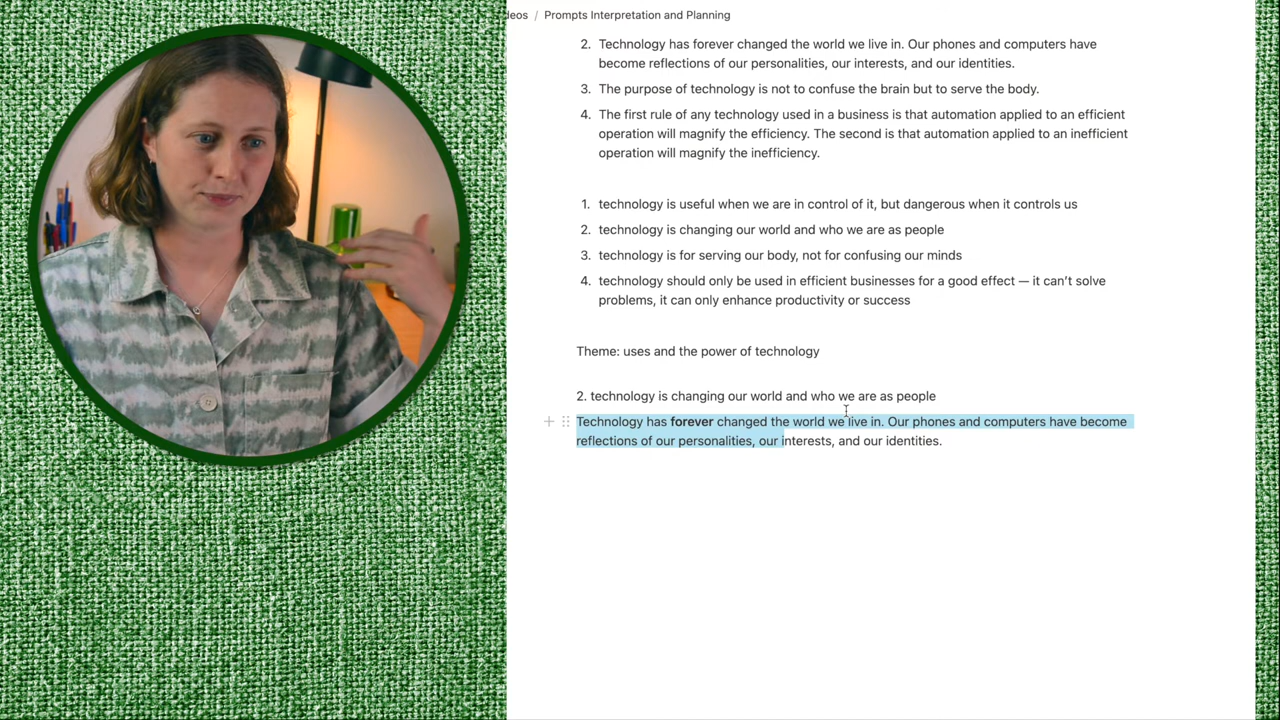 / Prompts Interpretation and Planning
2. Technology has forever changed the world we live in. Our phones and computers have
become reflections of our personalities, our interests, and our identities.
3. The purpose of technology is not to confuse the brain but to serve the body.
4. The first rule of any technology used in a business is that automation applied to an efficient
operation will magnify the efficiency. The second is that automation applied to an inefficient
operation will magnify the inefficiency.
1. technology is useful when we are in control of it, but dangerous when it controls us
2. technology is changing our world and who we are as people
3. technology is for serving our body, not for confusing our minds
4. technology should only be used in efficient businesses for a good effect — it can’t solve
problems, it can only enhance productivity or success
Theme: uses and the power of technology
2. technology is changing our world and who we are as people
Technology has forever changed the world we live in. Our phones and computers have become
reflections of our personalities, our interests, and our identities.